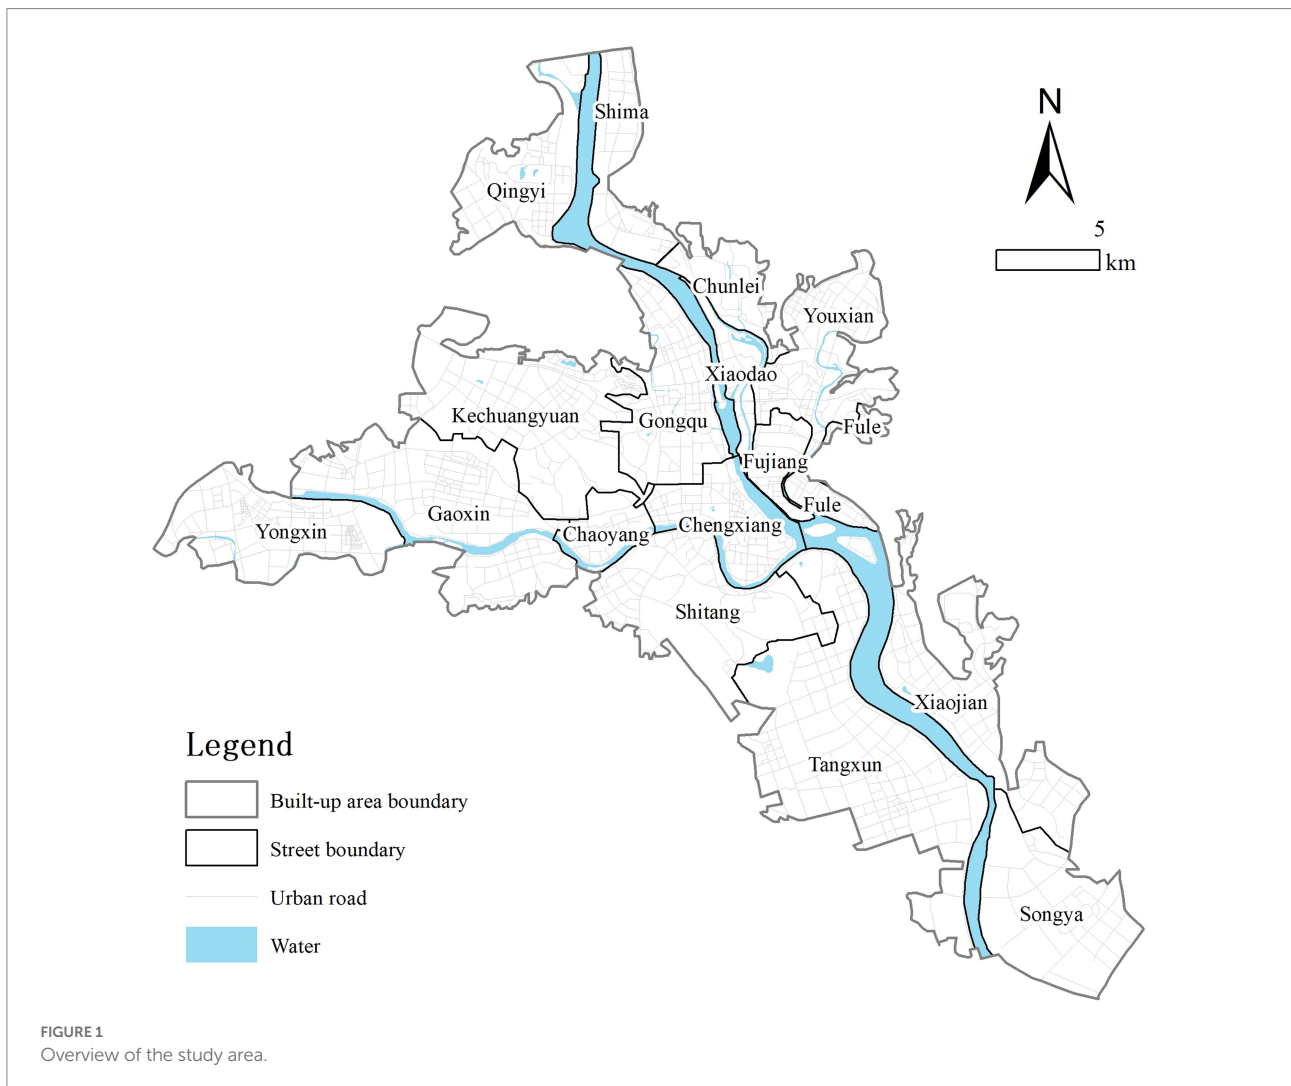 N
5
km
Shima
Qingyi
Chunlei
Youxian
Xiaodao
Kechuangyuan
Gongqu
Fule
Fujiang
Fule
Gaoxin
Yongxin
Chaoyang
Chengxiang
Shitang
Xiaojian
Tangxun
Songya
Legend
Built-up area boundary
Street boundary
Urban road
Water
FIGURE 1
Overview of the study area.